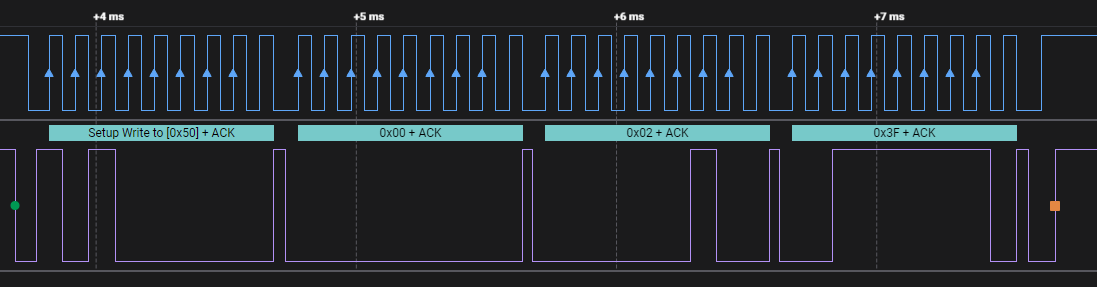 +4 ms +5 ms +6 ms +7 ms
Setup Write to [0x50] + ACK 0x00 + ACK 0x02 + ACK 0x3F + ACK